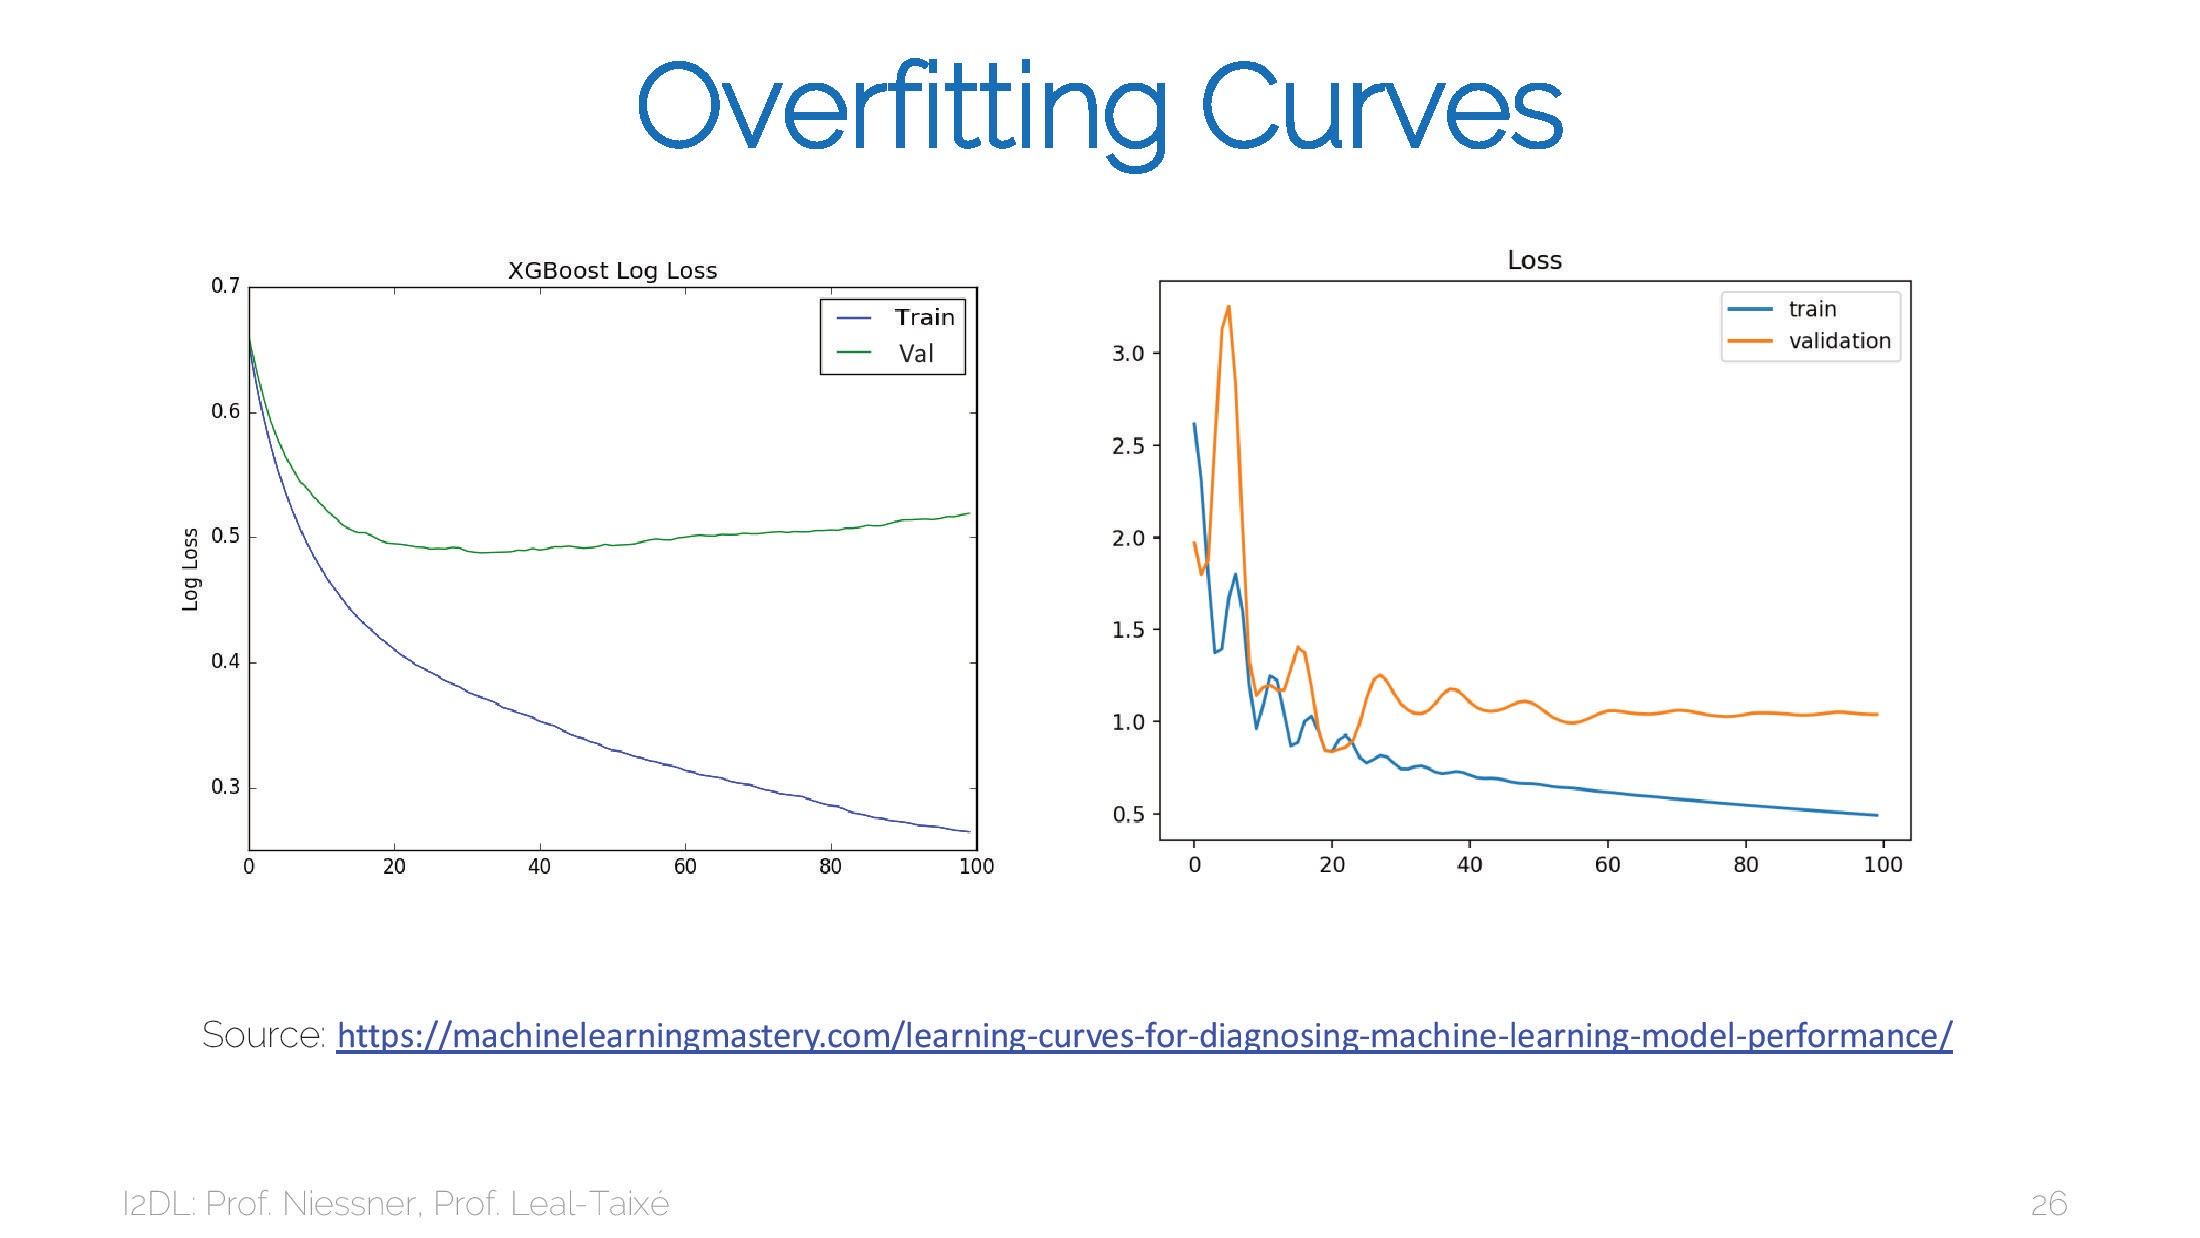 Overfitting Curves
XGBoost Log Loss
0.7
0.6
0.5
0.4
0.3
Log Loss
Train
Val
0
20
40
60
80
100
Loss
3.0
2.5
2.0
1.5
1.0
0.5
train
validation
0
20
40
60
80
100
Source: https://machinelearningmastery.com/learning-curves-for-diagnosing-machine-learning-model-performance/
I2DL: Prof. Niessner, Prof. Leal-Taixé
26